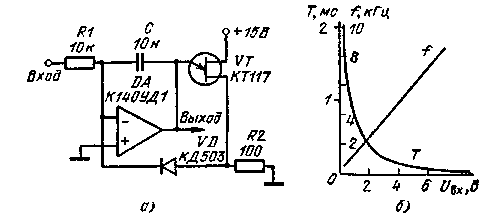 R1
10к
Вход
C
10н
DA
К140УД1
-
+
Выход
+15В
VT
КТ117
VD
КД503
R2
100
а)
T, мс f, кГц
2 10
8
1
4
2
0
f
T
2 4 6 Uвх, В
б)